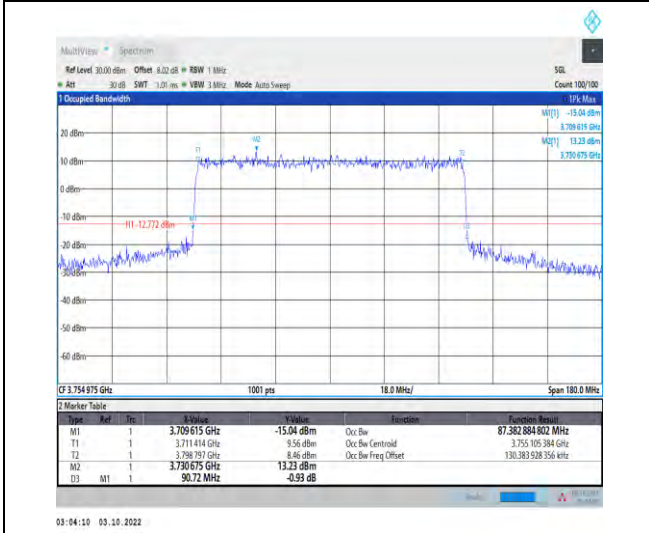 MultiView Spectrum
Ref Level 30.00 dBm Offset 8.02 dB RBW 1 MHz SGL
Att 30 dB SWT 1.01 ms VBW 3 MHz Mode Auto Sweep Count 100/100
1 Occupied Bandwidth 1Pk Max
M1[1] -15.04 dBm
3.709 615 GHz
M2[1] 13.23 dBm
3.730 675 GHz
20 dBm
M2
T1
T2
10 dBm
0 dBm
-10 dBm
H1 -12.772 dBm
M1
-20 dBm
-30 dBm
-40 dBm
-50 dBm
-60 dBm
CF 3.754 975 GHz 1001 pts 18.0 MHz/ Span 180.0 MHz
2 Marker Table
Type Ref Trc X-Value Y-Value Function Function Result
M1 1 3.709 615 GHz -15.04 dBm Occ Bw 87.382 884 802 MHz
T1 1 3.711 414 GHz 9.56 dBm Occ Bw Centroid 3.755 105 384 GHz
T2 1 3.798 797 GHz 8.46 dBm Occ Bw Freq Offset 130.383 928 356 kHz
M2 1 3.730 675 GHz 13.23 dBm
D3 M1 1 90.72 MHz -0.93 dB
03:04:10 03.10.2022